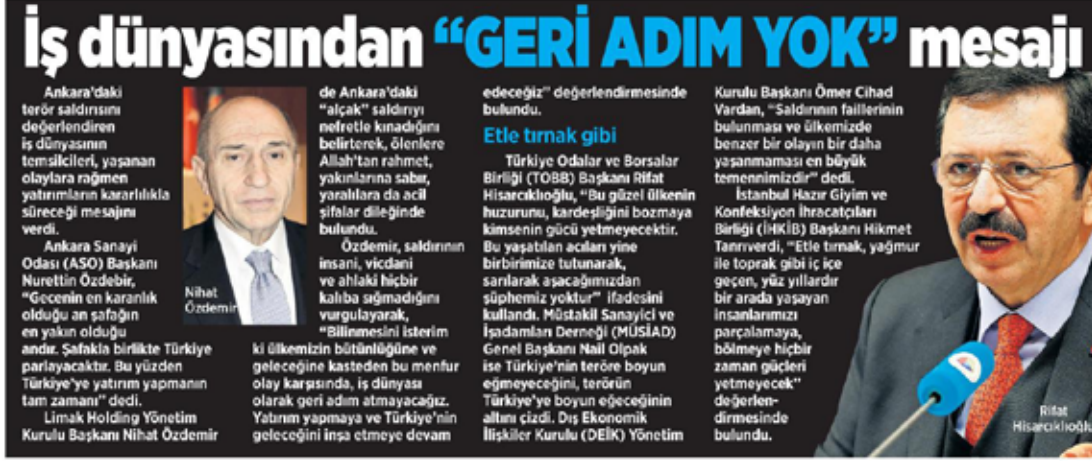 İş dünyasından “GERİ ADIM YOK” mesajı
Ankara'daki
terör saldırısını
değerlendiren
iş dünyasının
temsilcileri, yaşanan
olaylara rağmen
yatırımların kararlılıkla
süreceği mesajını
verdi.
Ankara Sanayi
Odası (ASO) Başkanı
Nurettin Özdebir,
“Gecenin en karanlık
olduğu an şafağın
en yakın olduğu
andır. Şafakla birlikte Türkiye
parlayacaktır. Bu yüzden
Türkiye'ye yatırım yapmanın
tam zamanı” dedi.
Limak Holding Yönetim
Kurulu Başkanı Nihat Özdemir
Nihat
Özdemir
de Ankara'daki
“alçak” saldırıyı
nefretle kınadığını
belirterek, ölenlere
Allah'tan rahmet,
yakınlarına sabır,
yaralılara da acil
şifalar dileğinde
bulundu.
Özdemir, saldırının
insani, vicdani
ve ahlaki hiçbir
kalıba sığmadığını
vurgulayarak,
“Bilinmesini isterim
ki ülkemizin bütünlüğüne ve
geleceğine kasteden bu menfur
olay karşısında, iş dünyası
olarak geri adım atmayacağız.
Yatırım yapmaya ve Türkiye'nin
geleceğini inşa etmeye devam
edeceğiz” değerlendirmesinde
bulundu.
Etle tırnak gibi
Türkiye Odalar ve Borsalar
Birliği (TOBB) Başkanı Rifat
Hisarcıklıoğlu, “Bu güzel ülkenin
huzurunu, kardeşliğini bozmaya
kimsenin gücü yetmeyecektir.
Bu yaşatılan acıları yine
birbirimize tutunarak,
sarılarak aşacağımızdan
şüphemiz yoktur” ifadesini
kullandı. Müstakil Sanayici ve
İşadamları Derneği (MÜSİAD)
Genel Başkanı Nail Olpak
ise Türkiye'nin teröre boyun
eğmeyeceğini, terörün
Türkiye'ye boyun eğeceğinin
altını çizdi. Dış Ekonomik
İlişkiler Kurulu (DEİK) Yönetim
Kurulu Başkanı Ömer Cihad
Vardan, “Saldırının faillerinin
bulunması ve ülkemizde
benzer bir olayın bir daha
yaşanmaması en büyük
temennimizdir” dedi.
İstanbul Hazır Giyim ve
Konfeksiyon İhracatçıları
Birliği (İHKİB) Başkanı Hikmet
Tanrıverdi, “Etle tırnak, yağmur
ile toprak gibi iç içe
geçen, yüz yıllardır
bir arada yaşayan
insanlarımızı
parçalamaya,
bölmeye hiçbir
zaman güçleri
yetmeyecek”
değerlen-
dirmesinde
bulundu.
Rifat
Hisarcıklıoğlu